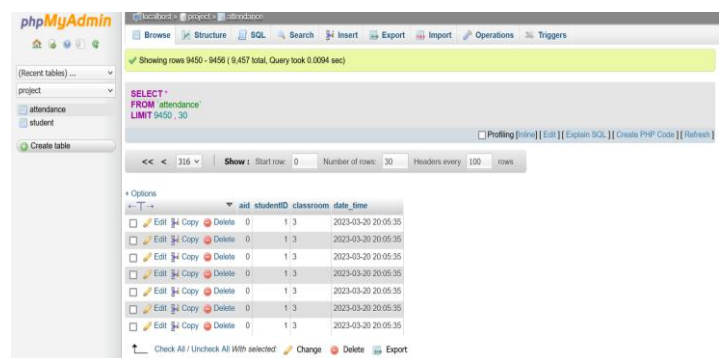 phpMyAdmin
localhost » project » attendance
Browse Structure SQL Search Insert Export Import Operations Triggers
(Recent tables) ...
project
attendance
student
Create table
Showing rows 9450 - 9456 ( 9,457 total, Query took 0.0094 sec)
SELECT *
FROM `attendance`
LIMIT 9450 , 30
Profiling [Inline] [ Edit ] [ Explain SQL ] [ Create PHP Code ] [ Refresh ]
<< < 316 Show : Start row: 0 Number of rows: 30 Headers every 100 rows
+ Options
←T→ aid studentID classroom date_time
Edit Copy Delete 0 1 3 2023-03-20 20:05:35
Edit Copy Delete 0 1 3 2023-03-20 20:05:35
Edit Copy Delete 0 1 3 2023-03-20 20:05:35
Edit Copy Delete 0 1 3 2023-03-20 20:05:35
Edit Copy Delete 0 1 3 2023-03-20 20:05:35
Edit Copy Delete 0 1 3 2023-03-20 20:05:35
Edit Copy Delete 0 1 3 2023-03-20 20:05:35
Check All / Uncheck All With selected: Change Delete Export